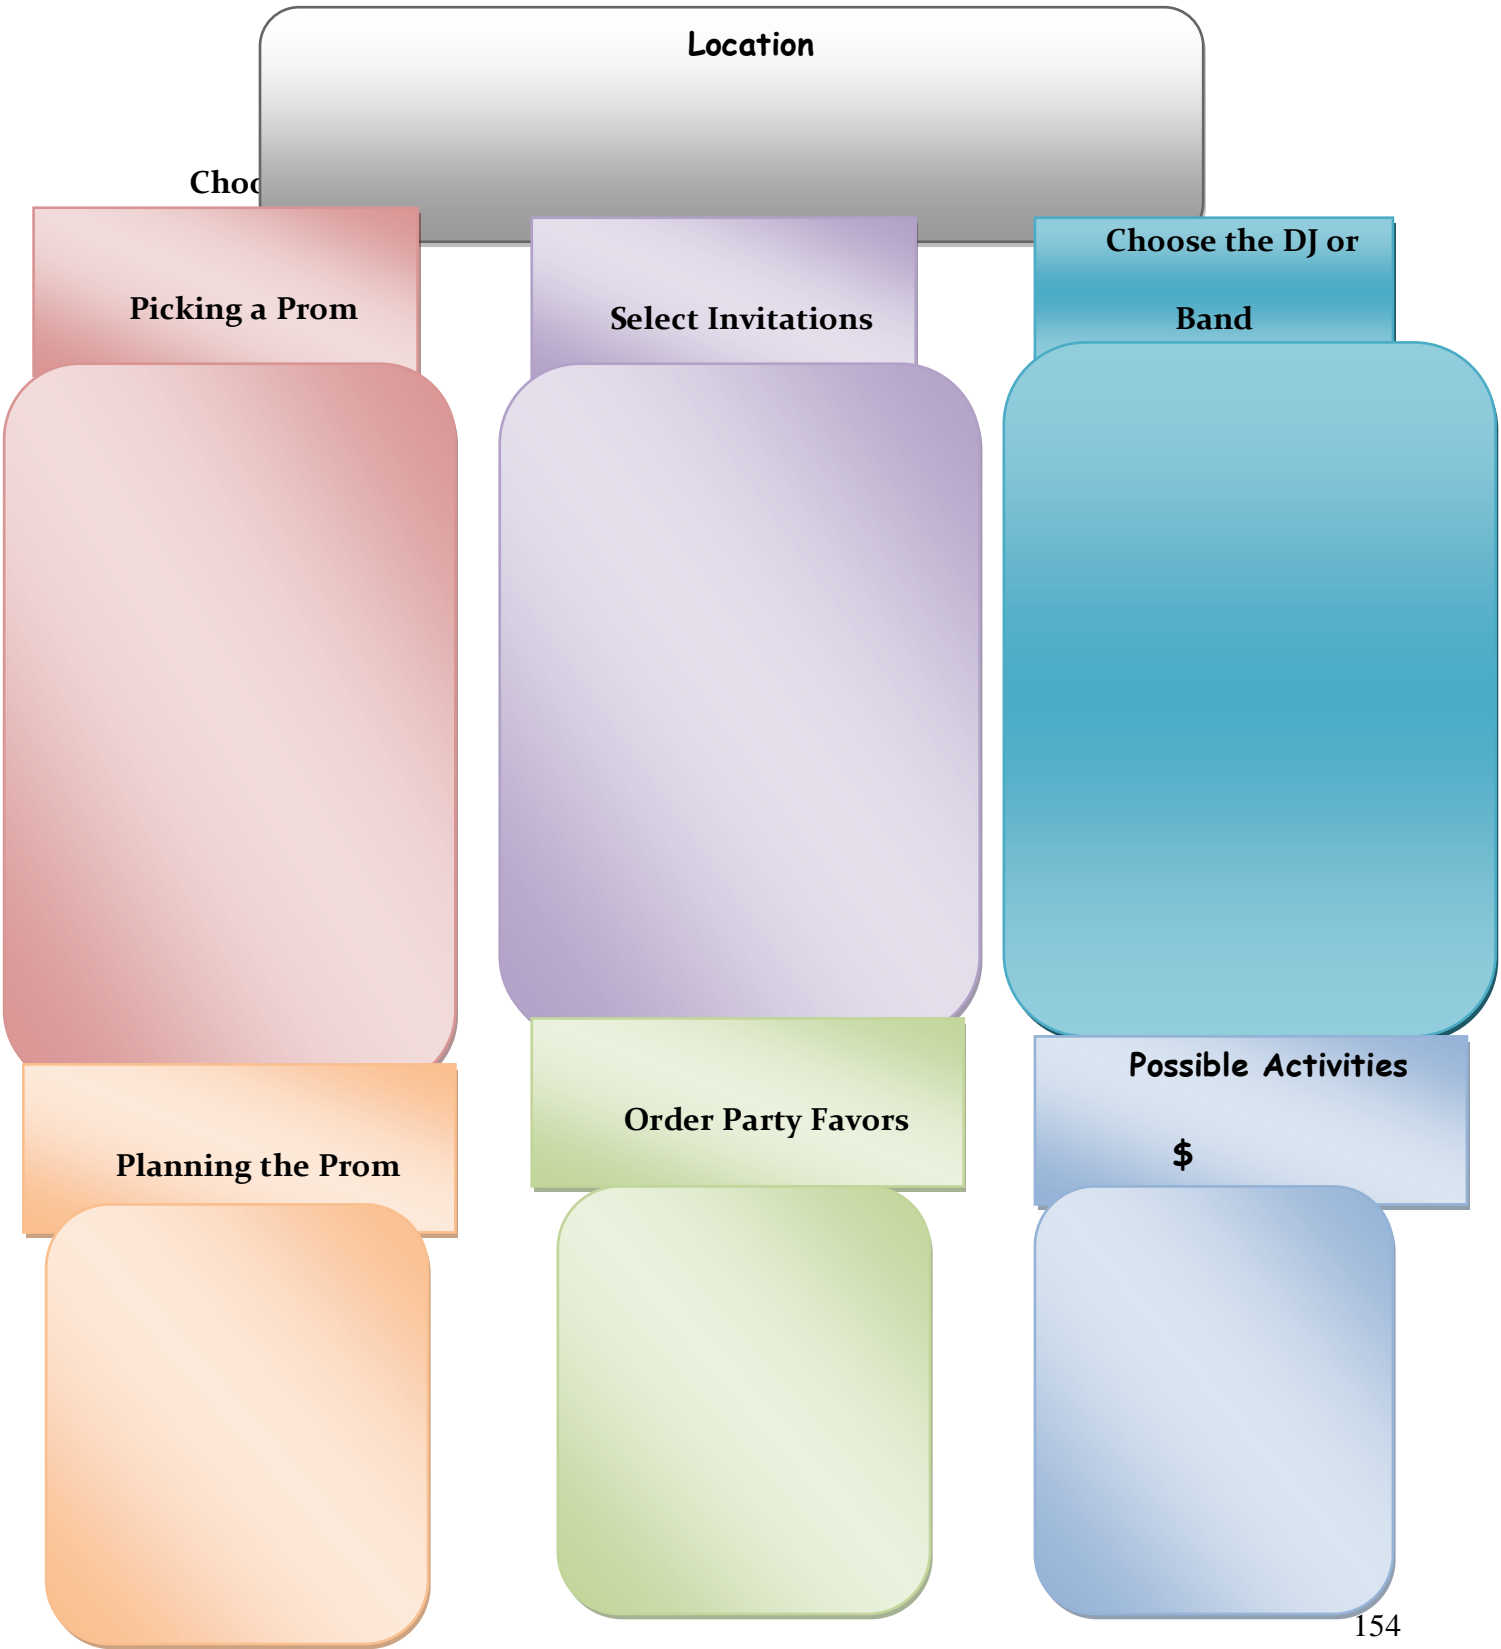 Location
Picking a Prom
Select Invitations
Choose the DJ or
Band
Planning the Prom
Order Party Favors
Possible Activities
$
154